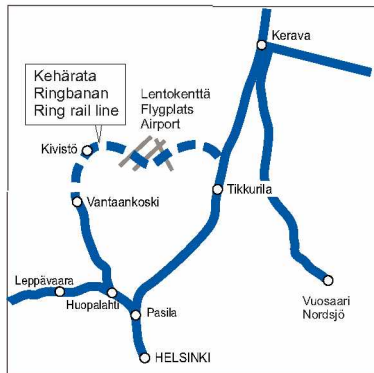 Kerava
Kehärata
Ringbanan
Ring rail line
Lentokenttä
Flygplats
Airport
Kivistö
Tikkurila
Vantaankoski
Leppävaara
Huopalahti
Pasila
Vuosaari
Nordsjö
HELSINKI